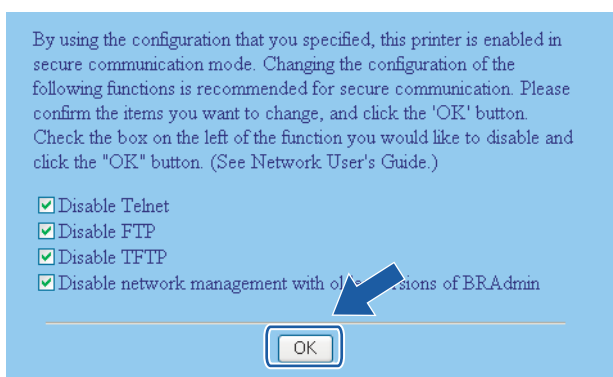 By using the configuration that you specified, this printer is enabled in
secure communication mode. Changing the configuration of the
following functions is recommended for secure communication. Please
confirm the items you want to change, and click the 'OK' button.
Check the box on the left of the function you would like to disable and
click the "OK" button. (See Network User's Guide.)
Disable Telnet
Disable FTP
Disable TFTP
Disable network management with of BRAdmin
OK